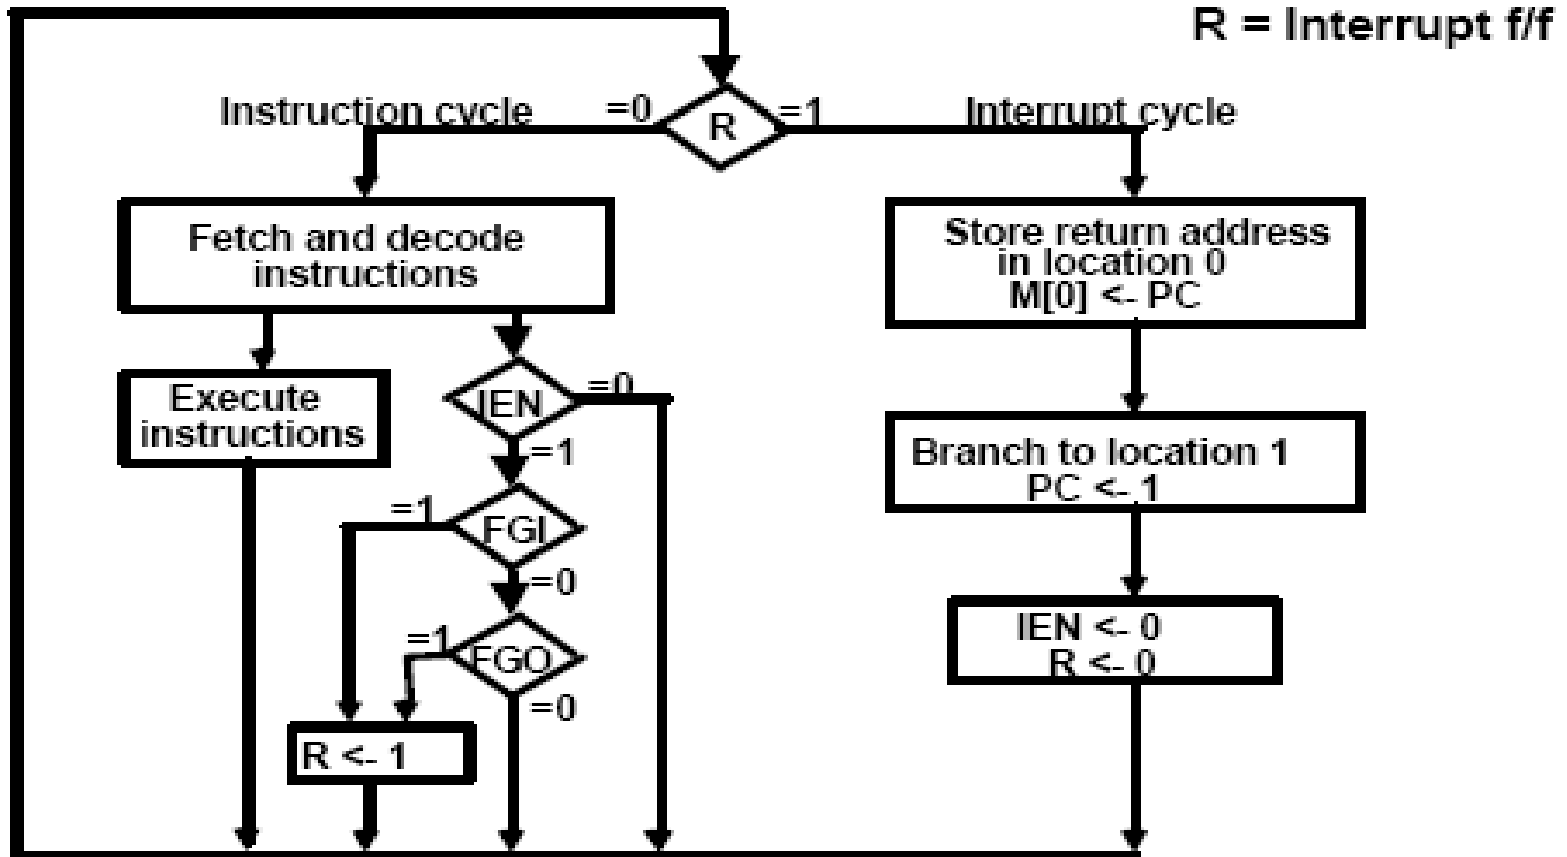 R = Interrupt f/f
Instruction cycle
=0
R
=1
Interrupt cycle
Fetch and decode
instructions
Store return address
in location 0
M[0] <- PC
Execute
instructions
IEN
=0
=1
Branch to location 1
PC <- 1
=1
FGI
=0
=1
FGO
=0
IEN <- 0
R <- 0
R <- 1